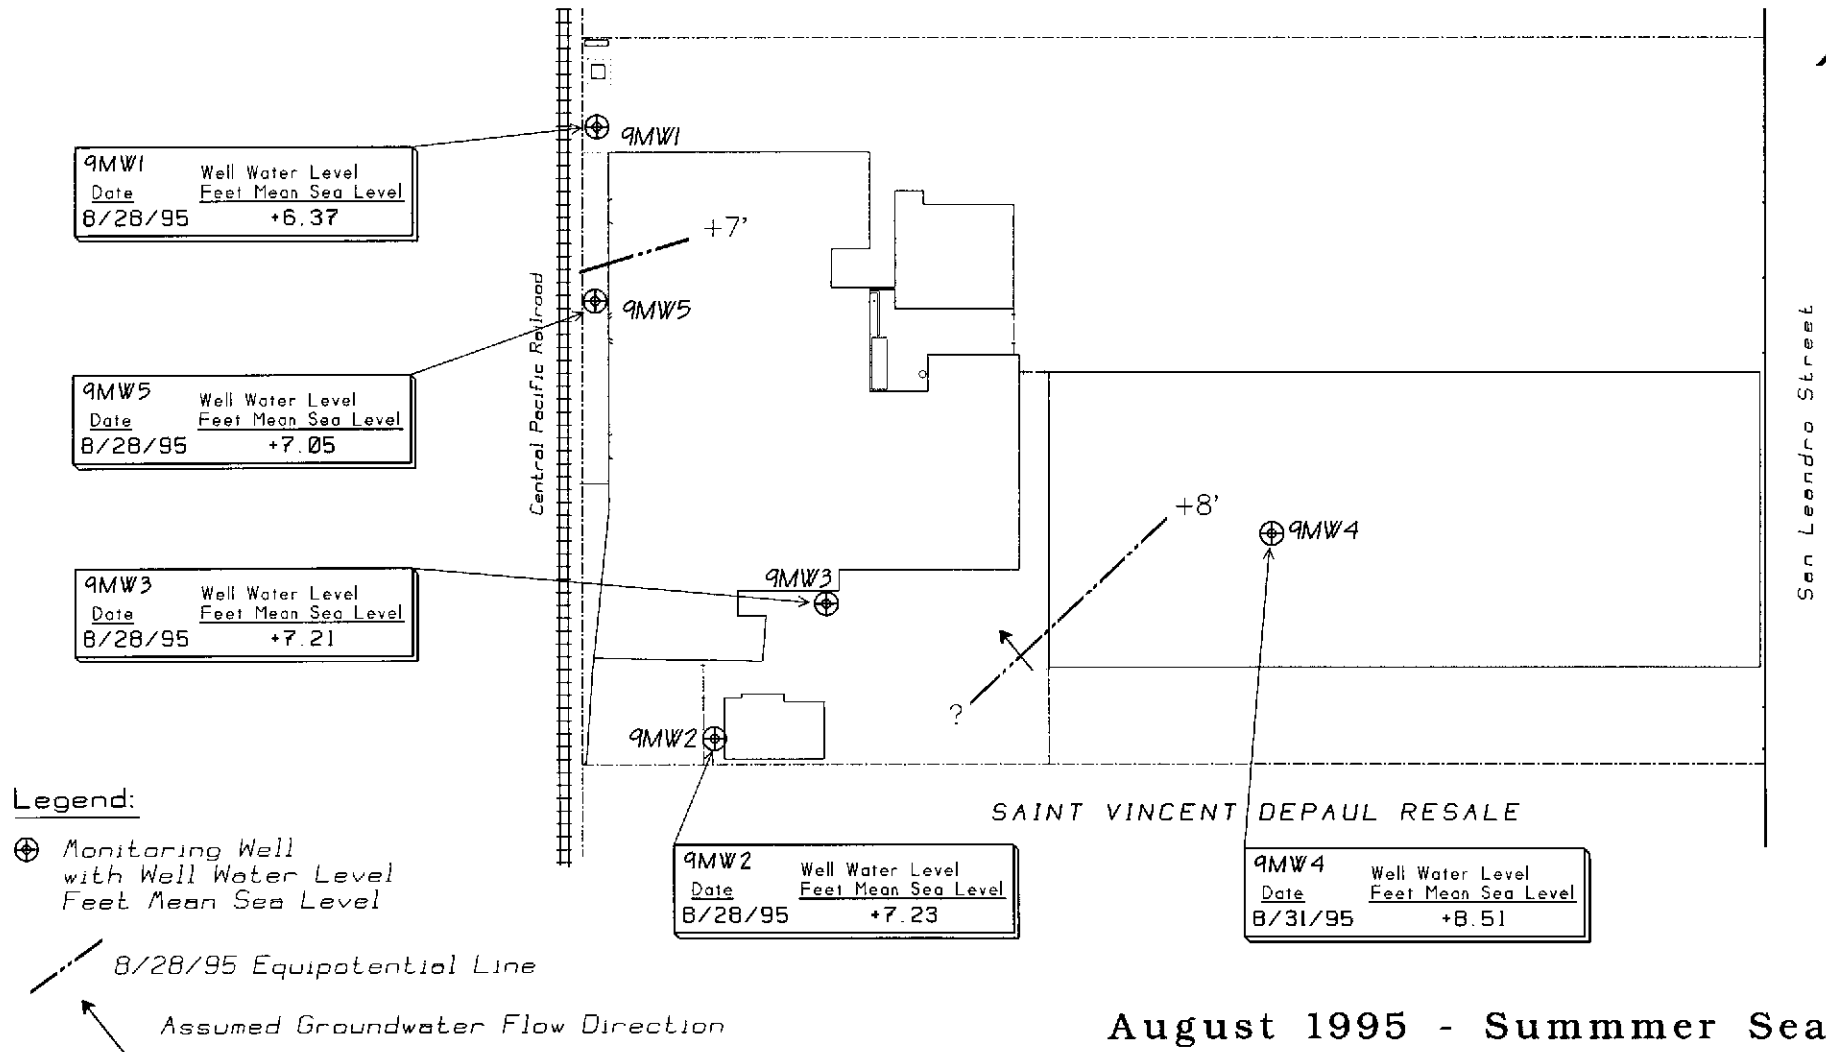 9MW1
9MW1 Well Water Level
Date Feet Mean Sea Level
8/28/95 +6.37
+7'
9MW5
Central Pacific Railroad
9MW5 Well Water Level
Date Feet Mean Sea Level
8/28/95 +7.05
San Leandro Street
+8'
9MW4
9MW3
9MW3 Well Water Level
Date Feet Mean Sea Level
8/28/95 +7.21
?
9MW2
SAINT VINCENT DEPAUL RESALE
9MW2 Well Water Level
Date Feet Mean Sea Level
8/28/95 +7.23
9MW4 Well Water Level
Date Feet Mean Sea Level
8/31/95 +8.51
Legend:
Monitoring Well
with Well Water Level
Feet Mean Sea Level
8/28/95 Equipotential Line
Assumed Groundwater Flow Direction
August 1995 - Summmer Sea